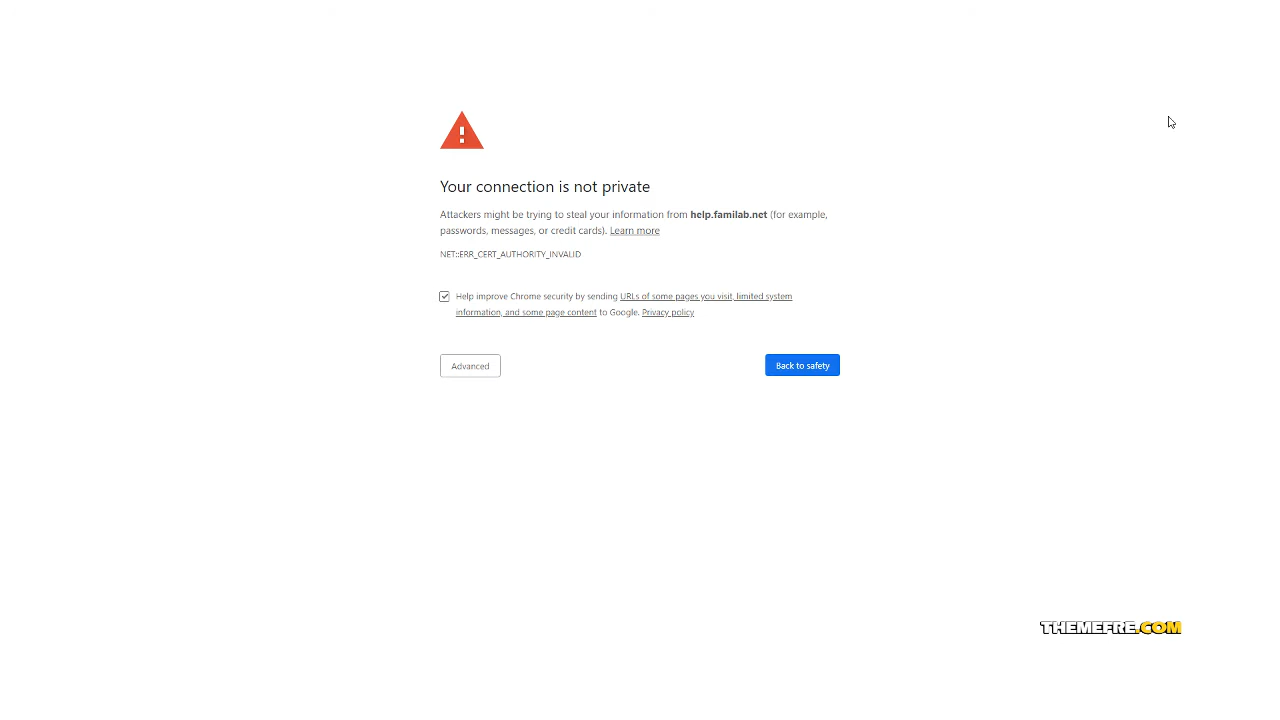 Your connection is not private
Attackers might be trying to steal your information from help.familab.net (for example,
passwords, messages, or credit cards). Learn more
NET::ERR_CERT_AUTHORITY_INVALID
Help improve Chrome security by sending URLs of some pages you visit, limited system
information, and some page content to Google. Privacy policy
Advanced
Back to safety
THEMEFRE.COM